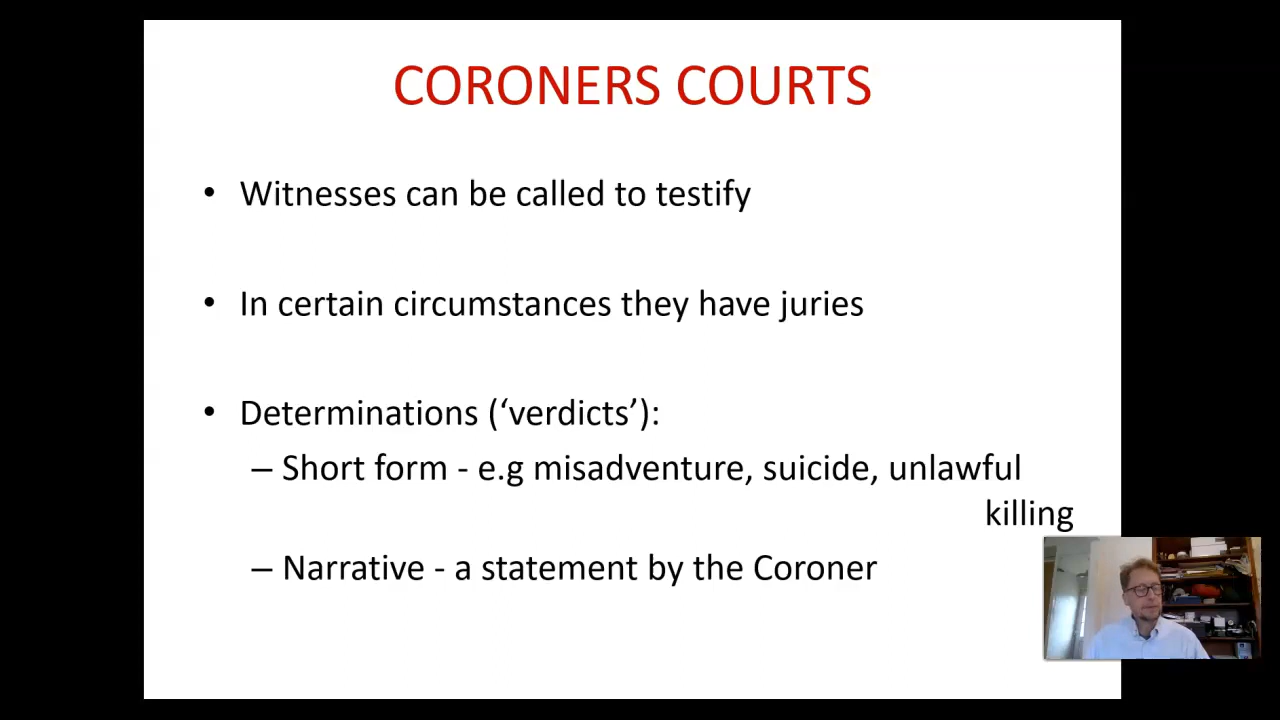 CORONERS COURTS
• Witnesses can be called to testify
• In certain circumstances they have juries
• Determinations (‘verdicts’):
– Short form - e.g misadventure, suicide, unlawful
killing
– Narrative - a statement by the Coroner